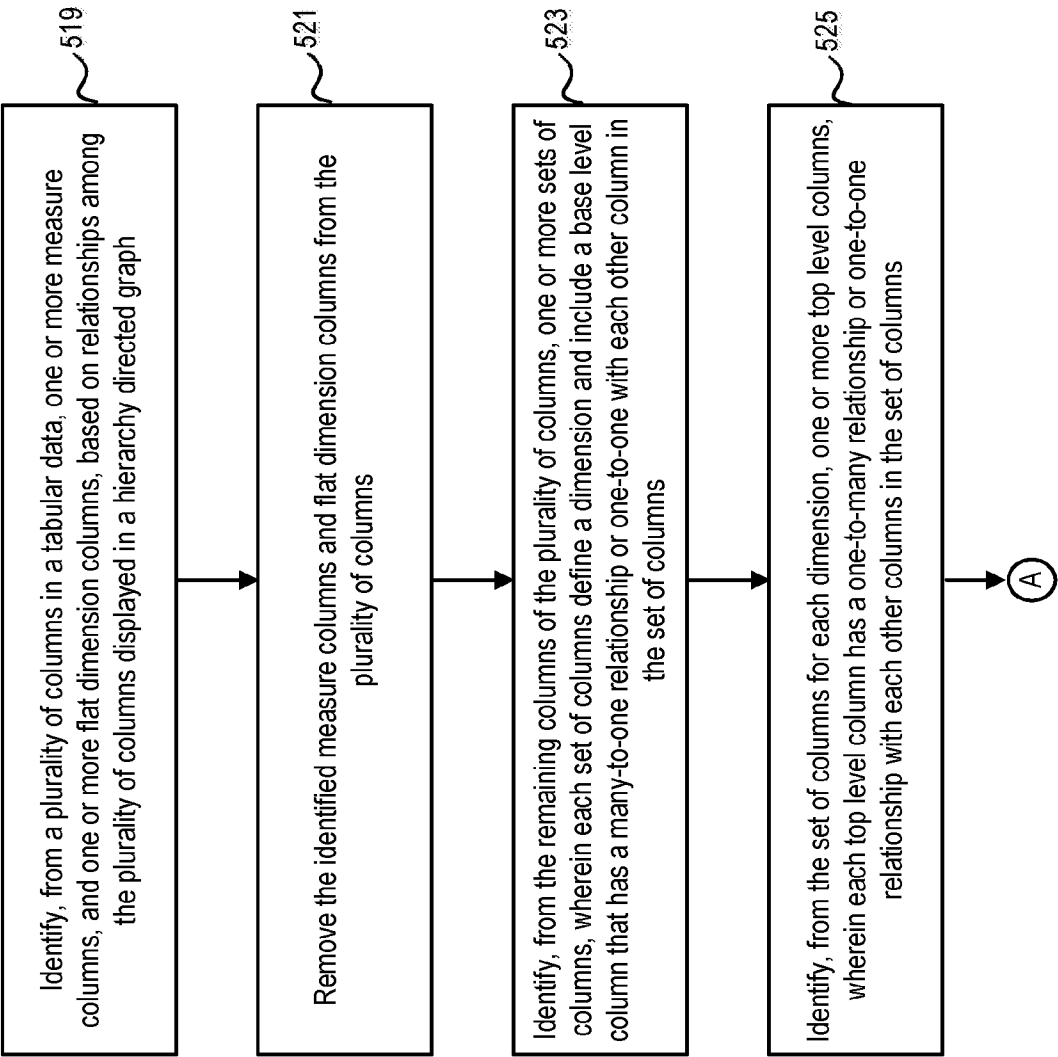 519
Identify, from a plurality of columns in a tabular data, one or more measure
columns, and one or more flat dimension columns, based on relationships among
the plurality of columns displayed in a hierarchy directed graph
521
Remove the identified measure columns and flat dimension columns from the
plurality of columns
523
Identify, from the remaining columns of the plurality of columns, one or more sets of
columns, wherein each set of columns define a dimension and include a base level
column that has a many-to-one relationship or one-to-one with each other column in
the set of columns
525
Identify, from the set of columns for each dimension, one or more top level columns,
wherein each top level column has a one-to-many relationship or one-to-one
relationship with each other columns in the set of columns
A